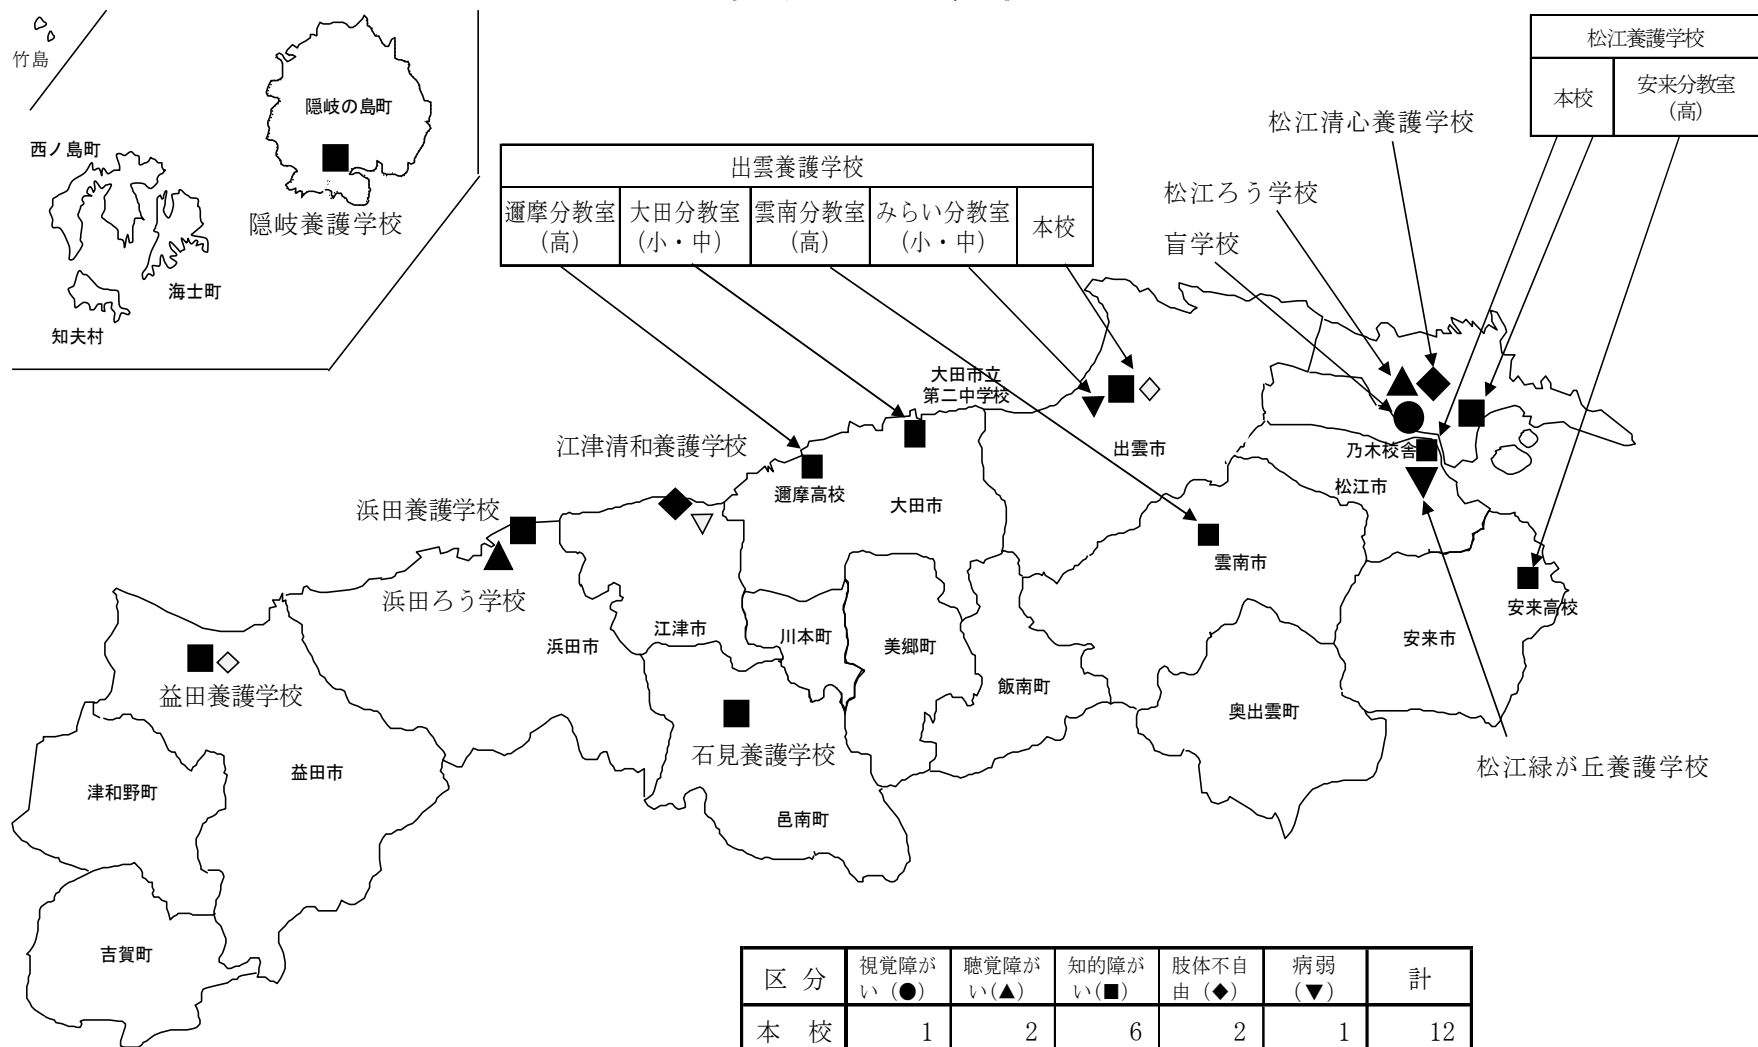 竹島
隠岐の島町
西ノ島町
隠岐養護学校
海士町
知夫村
出雲養護学校
邇摩分教室
(高)
大田分教室
(小・中)
雲南分教室
(高)
みらい分教室
(小・中)
本校
松江養護学校
本校
安来分教室
(高)
松江清心養護学校
松江ろう学校
盲学校
大田市立
第二中学校
江津清和養護学校
邇摩高校
大田市
出雲市
乃木校舎
松江市
浜田養護学校
浜田ろう学校
雲南市
安来高校
江津市
川本町
美郷町
浜田市
安来市
益田養護学校
飯南町
奥出雲町
石見養護学校
松江緑が丘養護学校
益田市
津和野町
邑南町
吉賀町
区 分 視覚障が 聴覚障が 知的障が 肢体不自 病弱 計
い(●) い(▲) い(■) 由(◆) (▼)
本 校 1 2 6 2 1 12